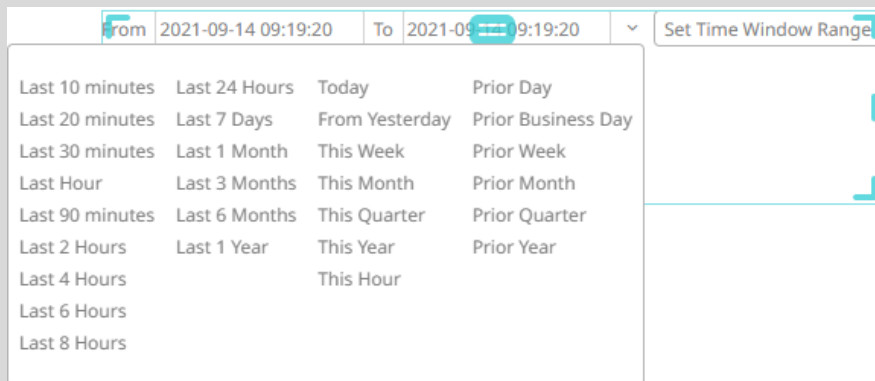 From 2021-09-14 09:19:20 To 2021-09-14 09:19:20 Set Time Window Range
Last 10 minutes Last 24 Hours Today Prior Day
Last 20 minutes Last 7 Days From Yesterday Prior Business Day
Last 30 minutes Last 1 Month This Week Prior Week
Last Hour Last 3 Months This Month Prior Month
Last 90 minutes Last 6 Months This Quarter Prior Quarter
Last 2 Hours Last 1 Year This Year Prior Year
Last 4 Hours This Hour
Last 6 Hours
Last 8 Hours